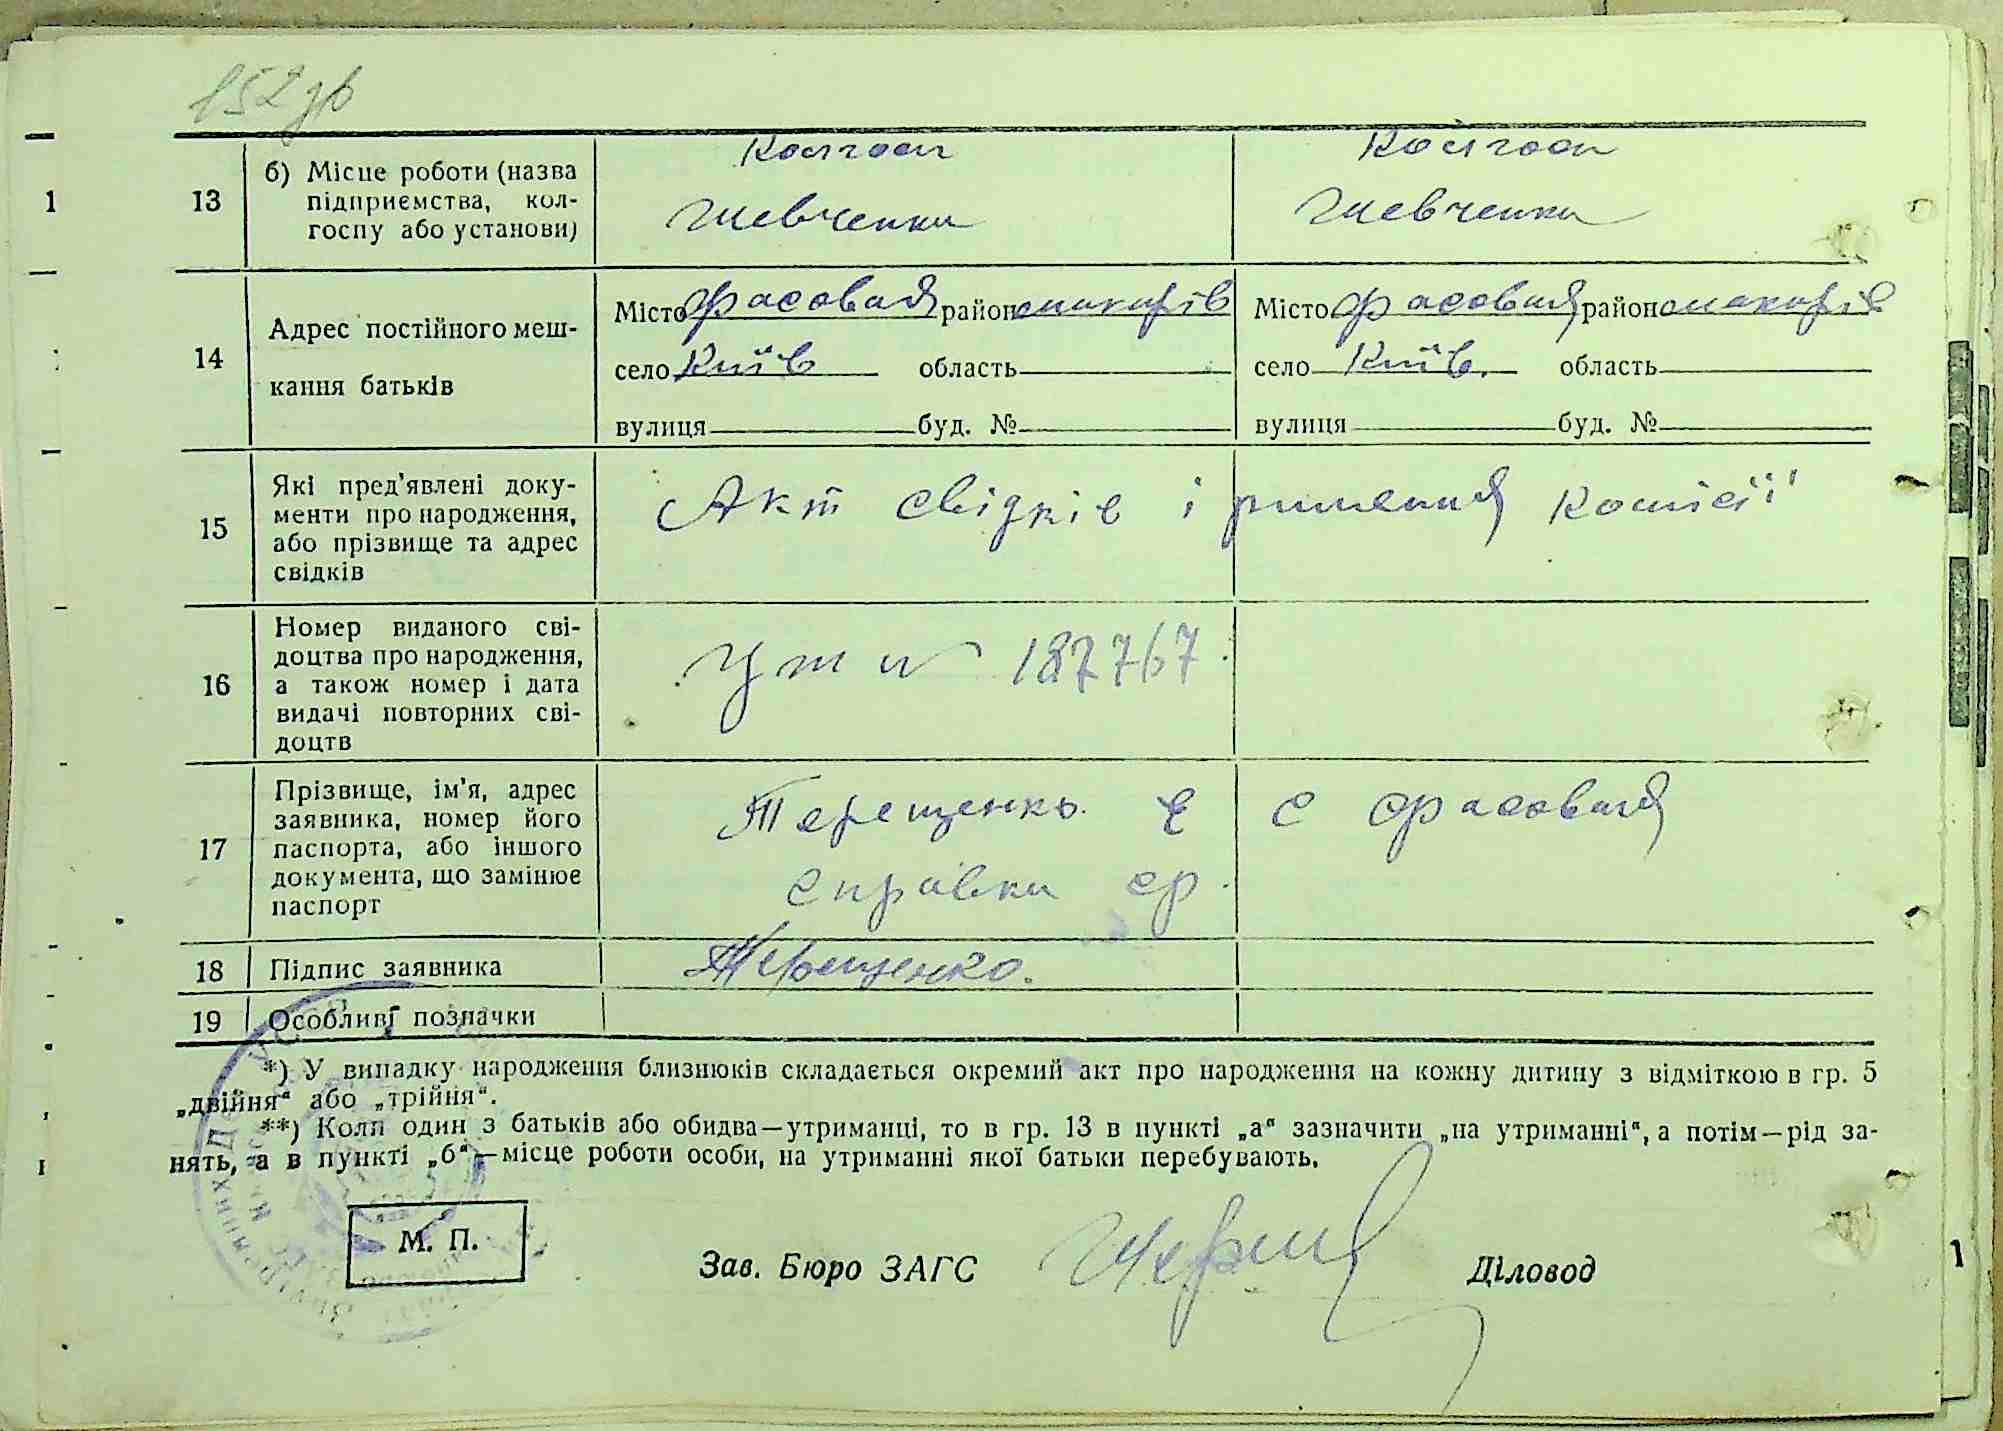 152 зв
13
б) Місце роботи (назва підприємства, кол-
госпу або установи)
Колгосп
Шевченка
Колгосп
Шевченка
1
14
Адрес постійного меш-
кання батьків
Місто Фасовая район макарів
село Київ область
вулиця буд. №
Місто Фасовая район макарів
село Київ. область
вулиця буд. №
15
Які пред'явлені доку-
менти про народження,
або прізвище та адрес
свідків
Акт свідків і ришения комісії
16
Номер виданого сві-
доцтва про народження,
а також номер і дата
видачі повторних сві-
доцтв
187767
17
Прізвище, ім'я, адрес
заявника, номер його
паспорта, або іншого
документа, що замінює
паспорт
Терещенко Є с Фасовая
справка ср.
18
Підпис заявника
Терещенко.
19
Особливі позначки
*) У випадку народження близнюків складається окремий акт про народження на кожну дитину з відміткою в гр. 5
„двійня" або „трійня".
**) Коли один з батьків або обидва—утриманці, то в гр. 13 в пункті „а" зазначити „на утриманні", а потім—рід за-
нять, а в пункті „б"—місце роботи особи, на утриманні якої батьки перебувають.
М. П.
Зав. Бюро ЗАГС
Діловод
1